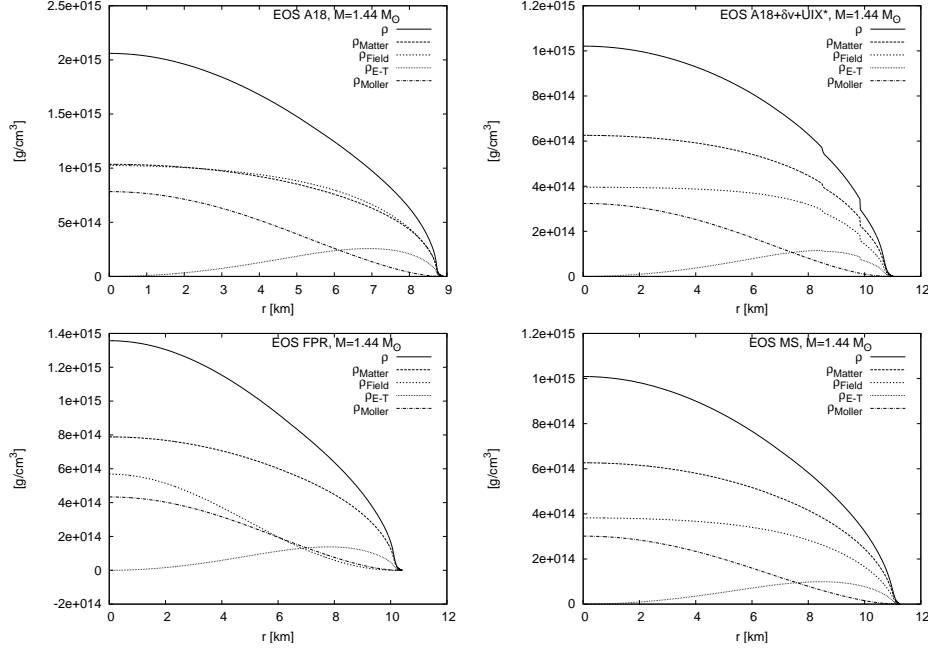 EOS A18, M=1.44 M⊙
ρ
ρMatter
ρField
ρE-T
ρMoller
[g/cm³]
2.5e+015
2e+015
1.5e+015
1e+015
5e+014
0
0 1 2 3 4 5 6 7 8 9
r [km]
EOS A18+δv+UIX*, M=1.44 M⊙
ρ
ρMatter
ρField
ρE-T
ρMoller
[g/cm³]
1.2e+015
1e+015
8e+014
6e+014
4e+014
2e+014
0
0 2 4 6 8 10 12
r [km]
EOS FPR, M=1.44 M⊙
ρ
ρMatter
ρField
ρE-T
ρMoller
[g/cm³]
1.4e+015
1.2e+015
1e+015
8e+014
6e+014
4e+014
2e+014
0
-2e+014
0 2 4 6 8 10 12
r [km]
EOS MS, M=1.44 M⊙
ρ
ρMatter
ρField
ρE-T
ρMoller
[g/cm³]
1.2e+015
1e+015
8e+014
6e+014
4e+014
2e+014
0
0 2 4 6 8 10 12
r [km]